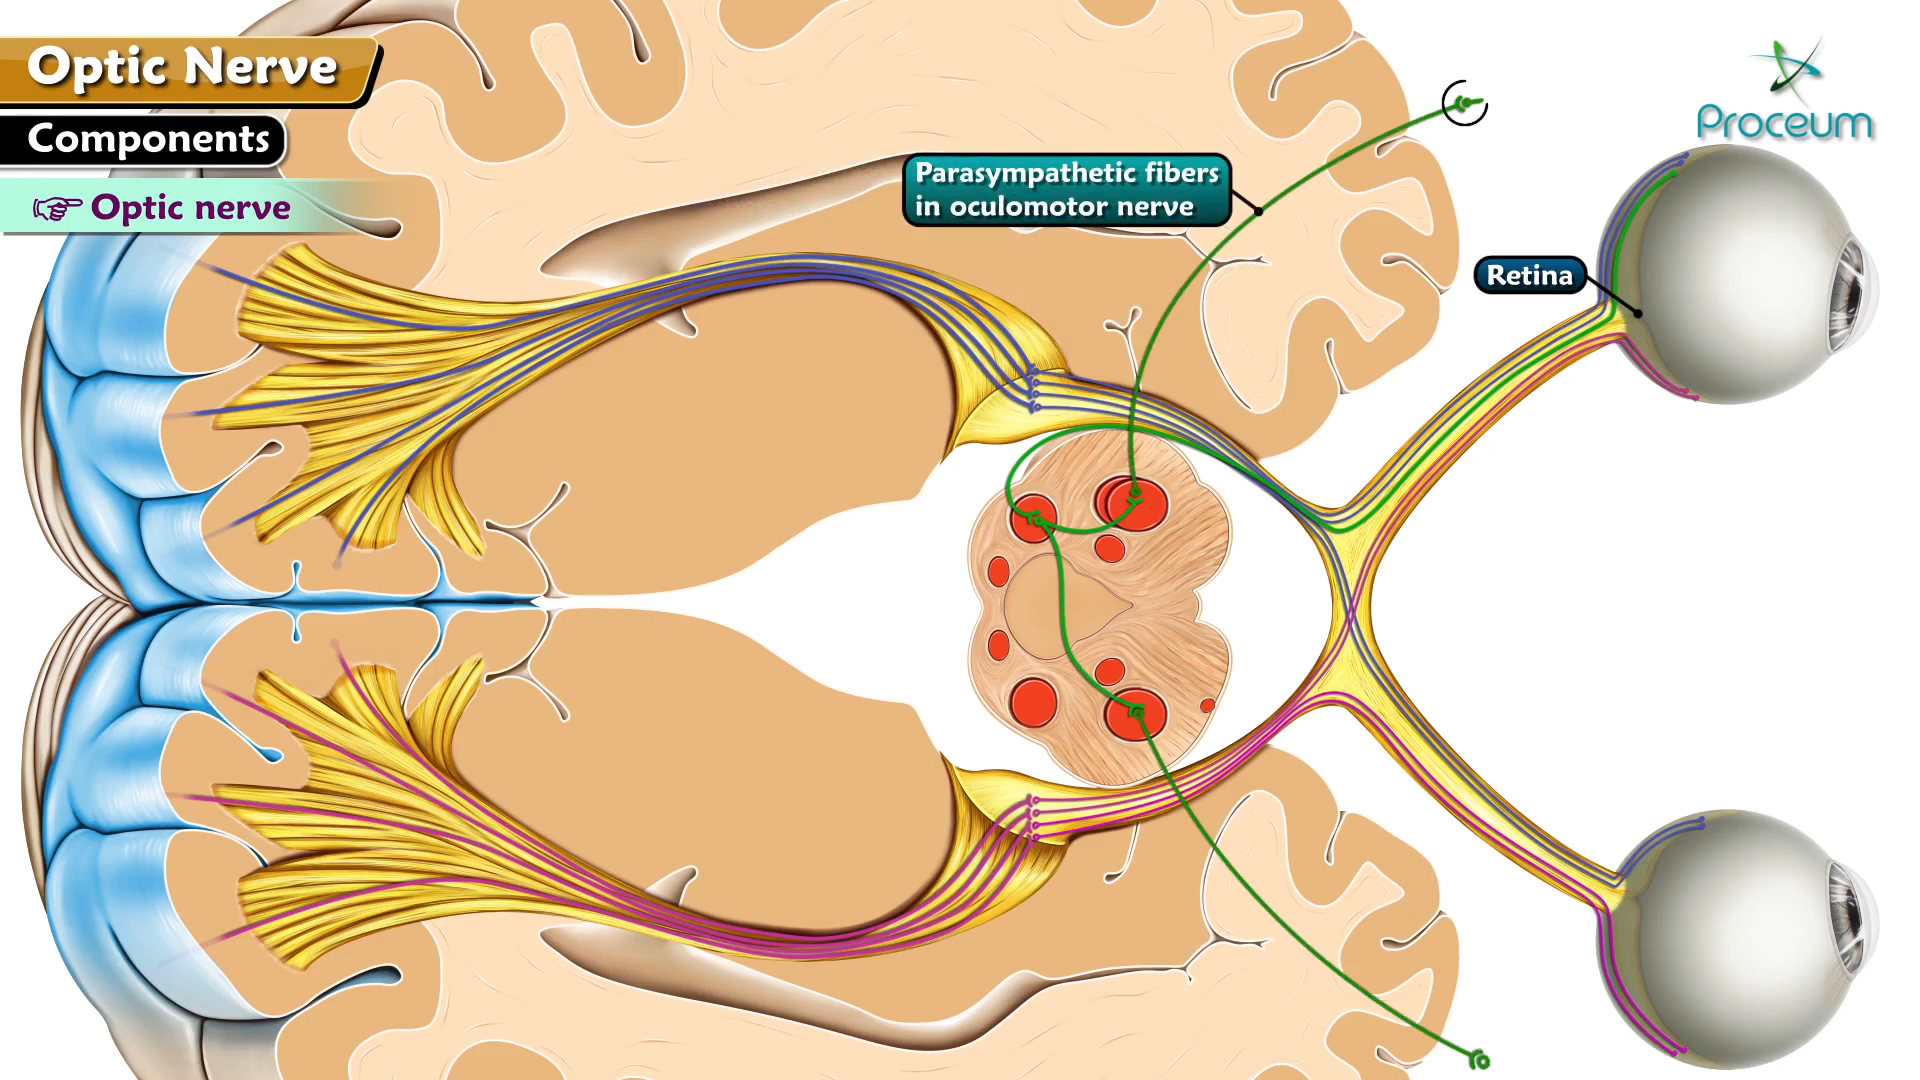 Optic Nerve
Components
Optic nerve
Parasympathetic fibers
in oculomotor nerve
Retina
Proceum